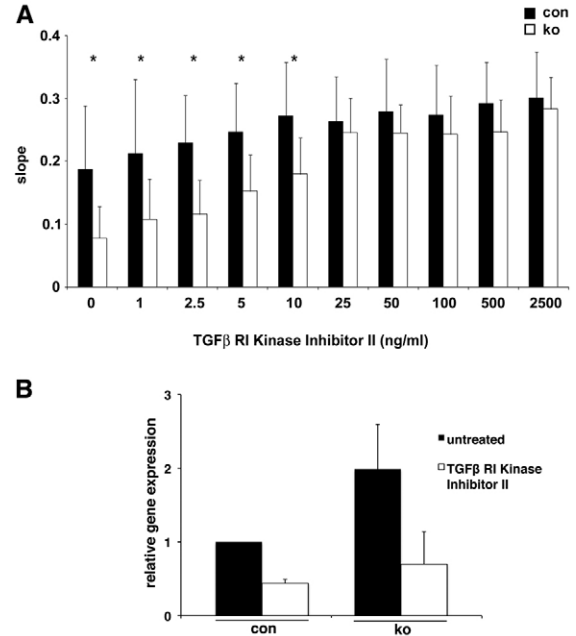 A
con
ko
* * * * *
0.4
0.3
0.2
0.1
0
slope
0 1 2.5 5 10 25 50 100 500 2500
TGFβ RI Kinase Inhibitor II (ng/ml)
B
3
2
1
0
relative gene expression
untreated
TGFβ RI Kinase
Inhibitor II
con ko